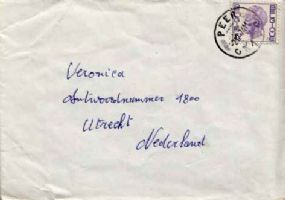 PEER
Veronica
Antwoordnummer 1800
Utrecht
Nederland